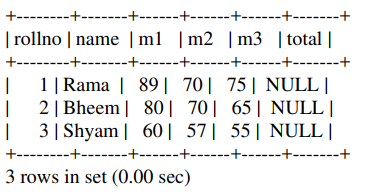 +--------+-------+------+------+------+-------+
| rollno | name | m1 | m2 | m3 | total |
+--------+-------+------+------+------+-------+
| 1 | Rama | 89 | 70 | 75 | NULL |
| 2 | Bheem | 80 | 70 | 65 | NULL |
| 3 | Shyam | 60 | 57 | 55 | NULL |
+--------+-------+------+------+------+-------+
3 rows in set (0.00 sec)